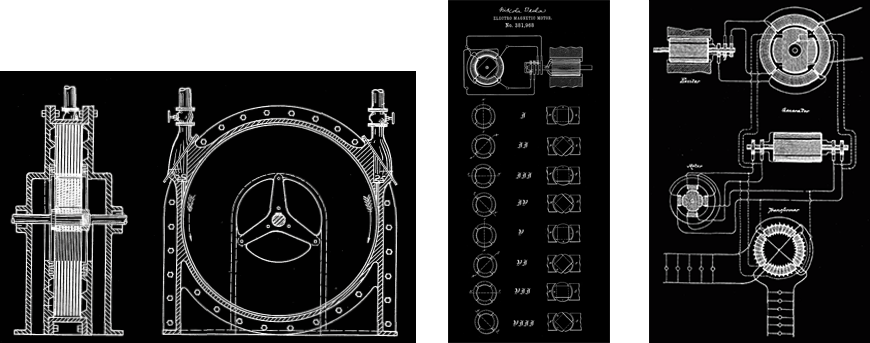 Nikola Tesla
ELECTRO MAGNETIC MOTOR.
No. 381,968
I
II
III
IV
V
VI
VII
VIII
Exciter
Generator
Motor
Transformer